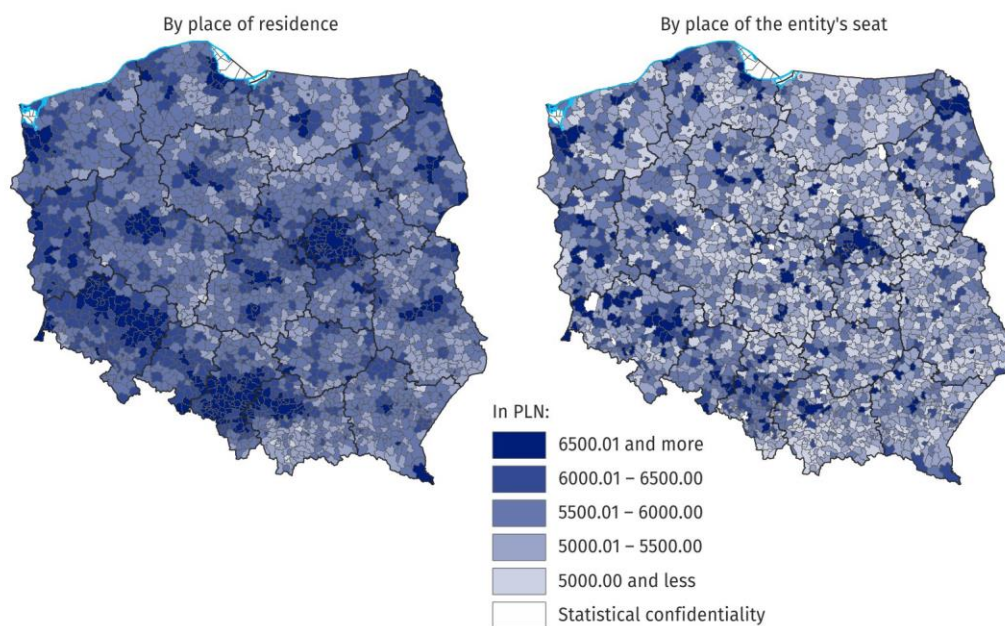 By place of residence
By place of the entity's seat
In PLN:
6500.01 and more
6000.01 – 6500.00
5500.01 – 6000.00
5000.01 – 5500.00
5000.00 and less
Statistical confidentiality